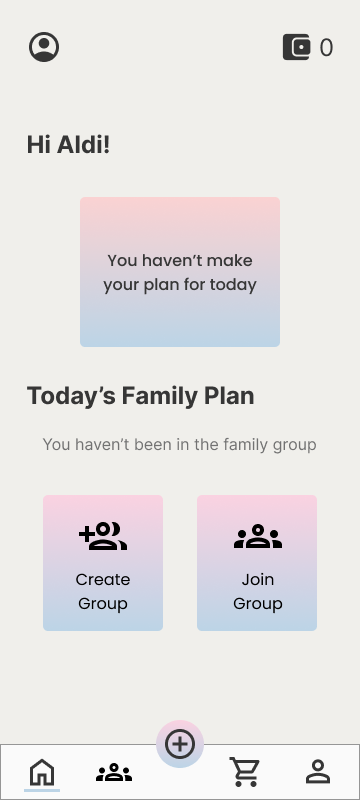 0
Hi Aldi!
You haven’t make
your plan for today
Today’s Family Plan
You haven’t been in the family group
Create
Group
Join
Group